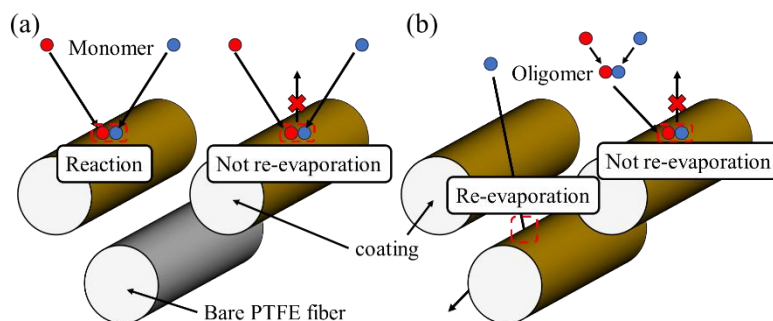 (a)
Monomer
Reaction
Not re-evaporation
Bare PTFE fiber
coating
(b)
Oligomer
Re-evaporation
Not re-evaporation